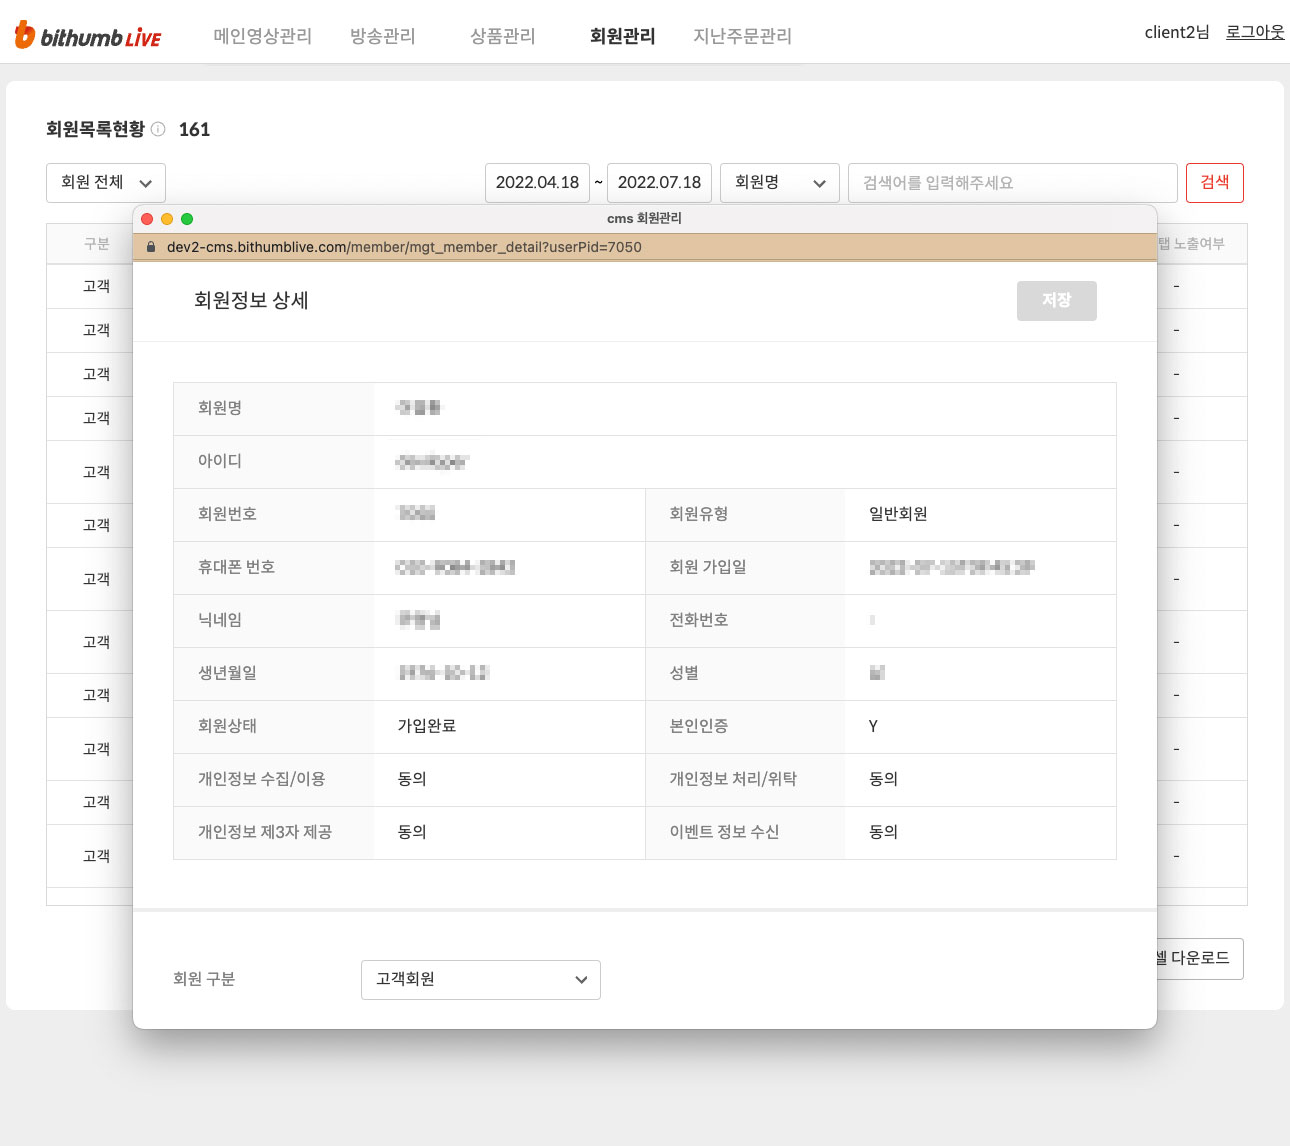 bithumb LIVE
메인영상관리 방송관리 상품관리 회원관리 지난주문관리
client2님 로그아웃
회원목록현황 161
회원 전체 2022.04.18 ~ 2022.07.18 회원명 검색어를 입력해주세요 검색
구분 탭 노출여부
고객 -
고객 -
고객 -
고객 -
고객 -
고객 -
고객 -
고객 -
고객 -
고객 -
고객 -
고객 -
다운로드
cms 회원관리
dev2-cms.bithumblive.com/member/mgt_member_detail?userPid=7050
회원정보 상세 저장
회원명
아이디
회원번호 회원유형 일반회원
휴대폰 번호 회원 가입일
닉네임 전화번호
생년월일 성별
회원상태 가입완료 본인인증 Y
개인정보 수집/이용 동의 개인정보 처리/위탁 동의
개인정보 제3자 제공 동의 이벤트 정보 수신 동의
회원 구분 고객회원